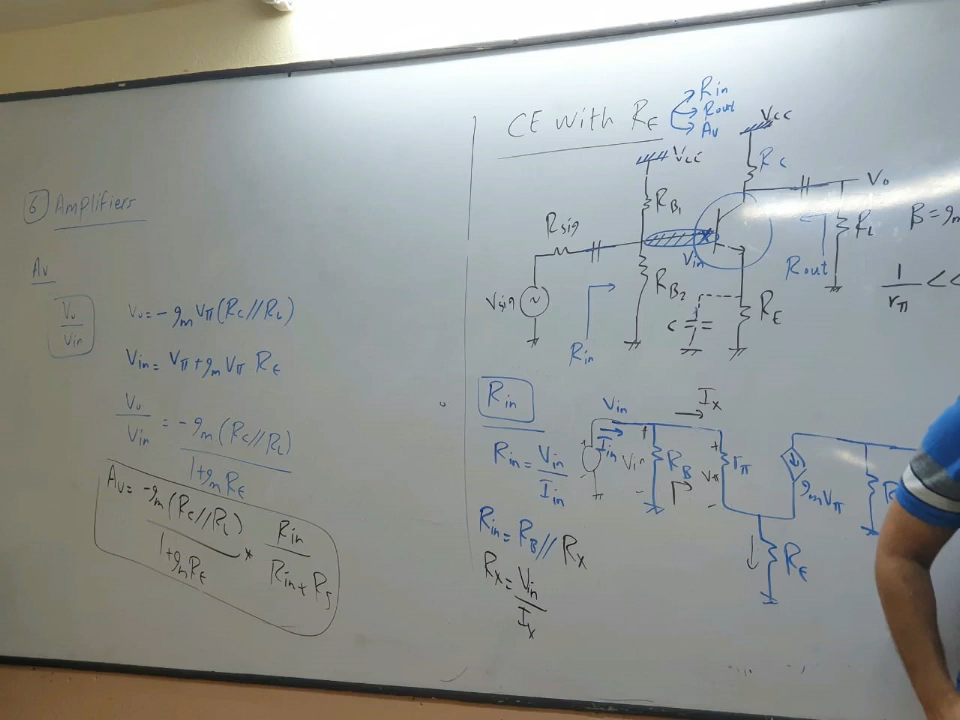 6 Amplifiers
Av
Vo/Vin
Vo = -gm Vπ (Rc // RL)
Vin = Vπ + gm Vπ RE
Vo/Vin = -gm (Rc // RL) / 1 + gm RE
Av = -gm (Rc // RL) / 1 + gm RE * Rin / Rin + Rs
CE with RE
Rin
Rout
Av
Vcc
Vcc
Rc
RB1
Vo
Rsig
RL
β = gm
Vin
Rout
RB2
Vsig
1/rπ <<
C
RE
Rin
Rin
Vin
Ix
Iin
+
+
Rin = Vin/Iin
RB
Vπ
rπ
gm Vπ
-
-
Rin = RB // Rx
RE
Rx = Vin/Ix